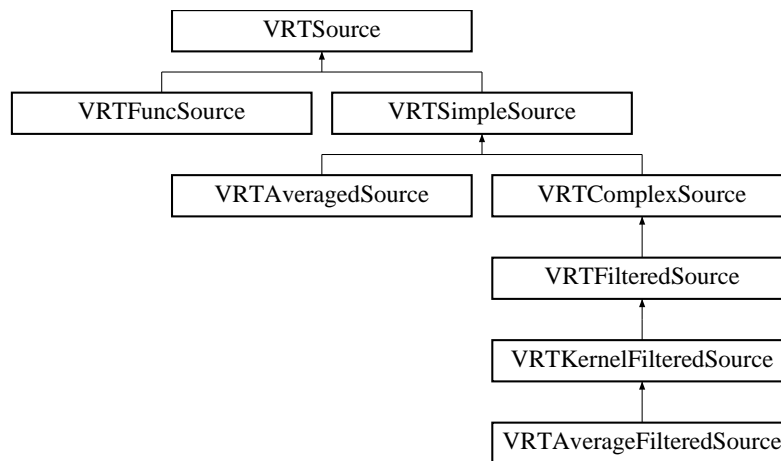 VRTSource
VRTFuncSource
VRTSimpleSource
VRTAveragedSource
VRTComplexSource
VRTFilteredSource
VRTKernelFilteredSource
VRTAverageFilteredSource